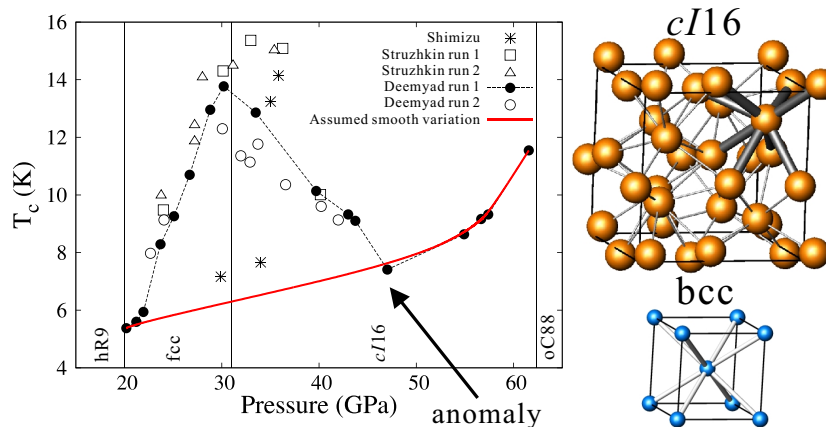 16
14
12
10
8
6
4
T_c (K)
Shimizu
Struzhkin run 1
Struzhkin run 2
Deemyad run 1
Deemyad run 2
Assumed smooth variation
hR9
fcc
cI16
oC88
20
30
40
50
60
Pressure (GPa)
anomaly
cI16
bcc